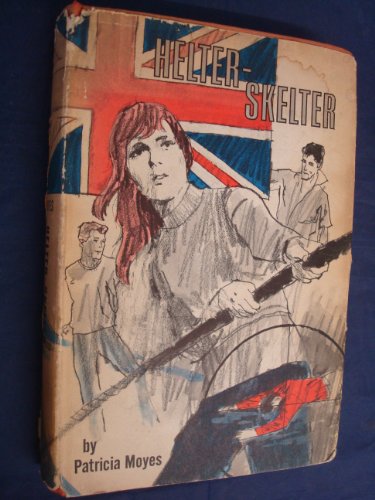 HELTER-
SKELTER
by
Patricia Moyes